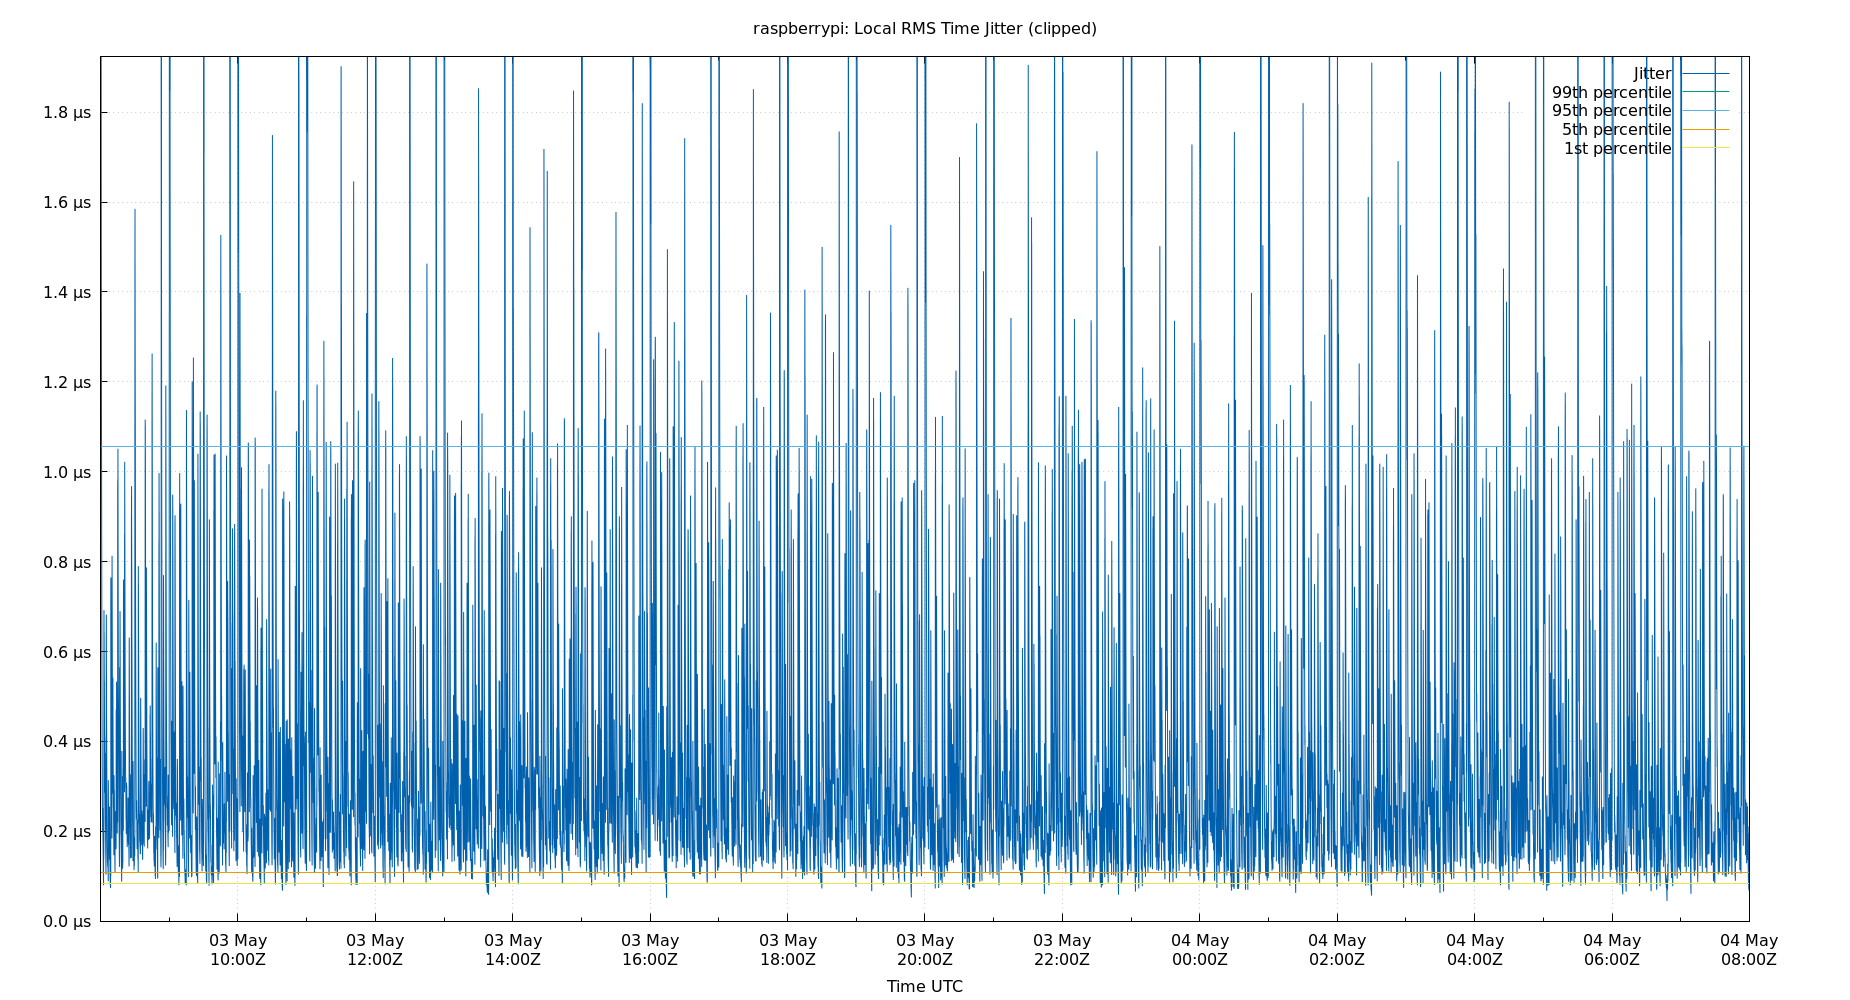 raspberrypi: Local RMS Time Jitter (clipped)
Jitter
99th percentile
95th percentile
5th percentile
1st percentile
1.8 μs
1.6 μs
1.4 μs
1.2 μs
1.0 μs
0.8 μs
0.6 μs
0.4 μs
0.2 μs
0.0 μs
03 May 03 May 03 May 03 May 03 May 03 May 03 May 04 May 04 May 04 May 04 May 04 May
10:00Z 12:00Z 14:00Z 16:00Z 18:00Z 20:00Z 22:00Z 00:00Z 02:00Z 04:00Z 06:00Z 08:00Z
Time UTC